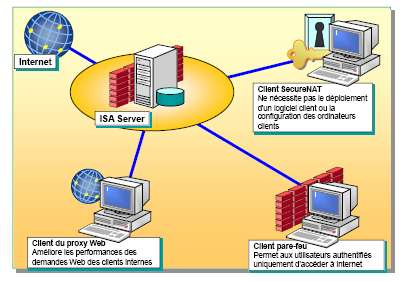 Internet
ISA Server
Client SecureNAT
Ne nécessite pas le déploiement
d'un logiciel client ou la
configuration des ordinateurs
clients
Client du proxy Web
Améliore les performances des
demandes Web des clients internes
Client pare-feu
Permet aux utilisateurs authentifiés
uniquement d'accéder à Internet